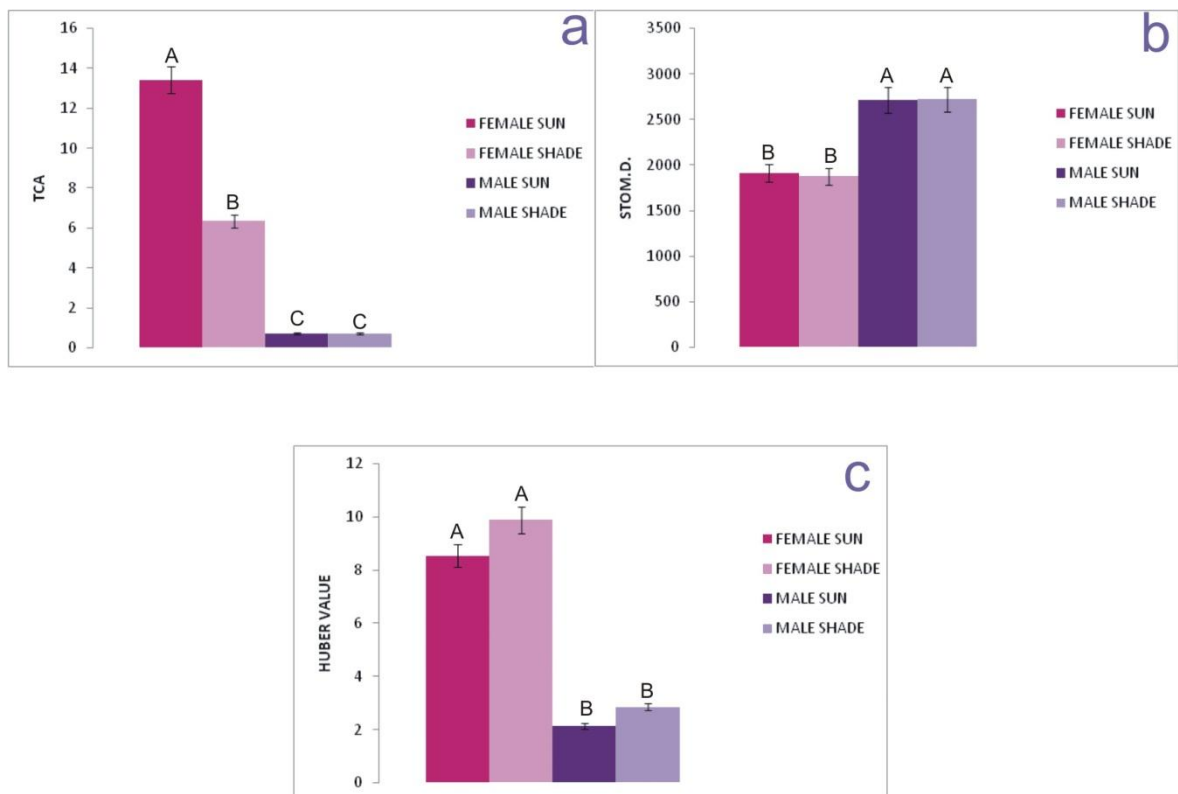 a
16
14
12
10
8
6
4
2
0
TCA
A
B
C
C
FEMALE SUN
FEMALE SHADE
MALE SUN
MALE SHADE
b
3500
3000
2500
2000
1500
1000
500
0
STOM.D.
B
B
A
A
FEMALE SUN
FEMALE SHADE
MALE SUN
MALE SHADE
c
12
10
8
6
4
2
0
HUBER VALUE
A
A
B
B
FEMALE SUN
FEMALE SHADE
MALE SUN
MALE SHADE